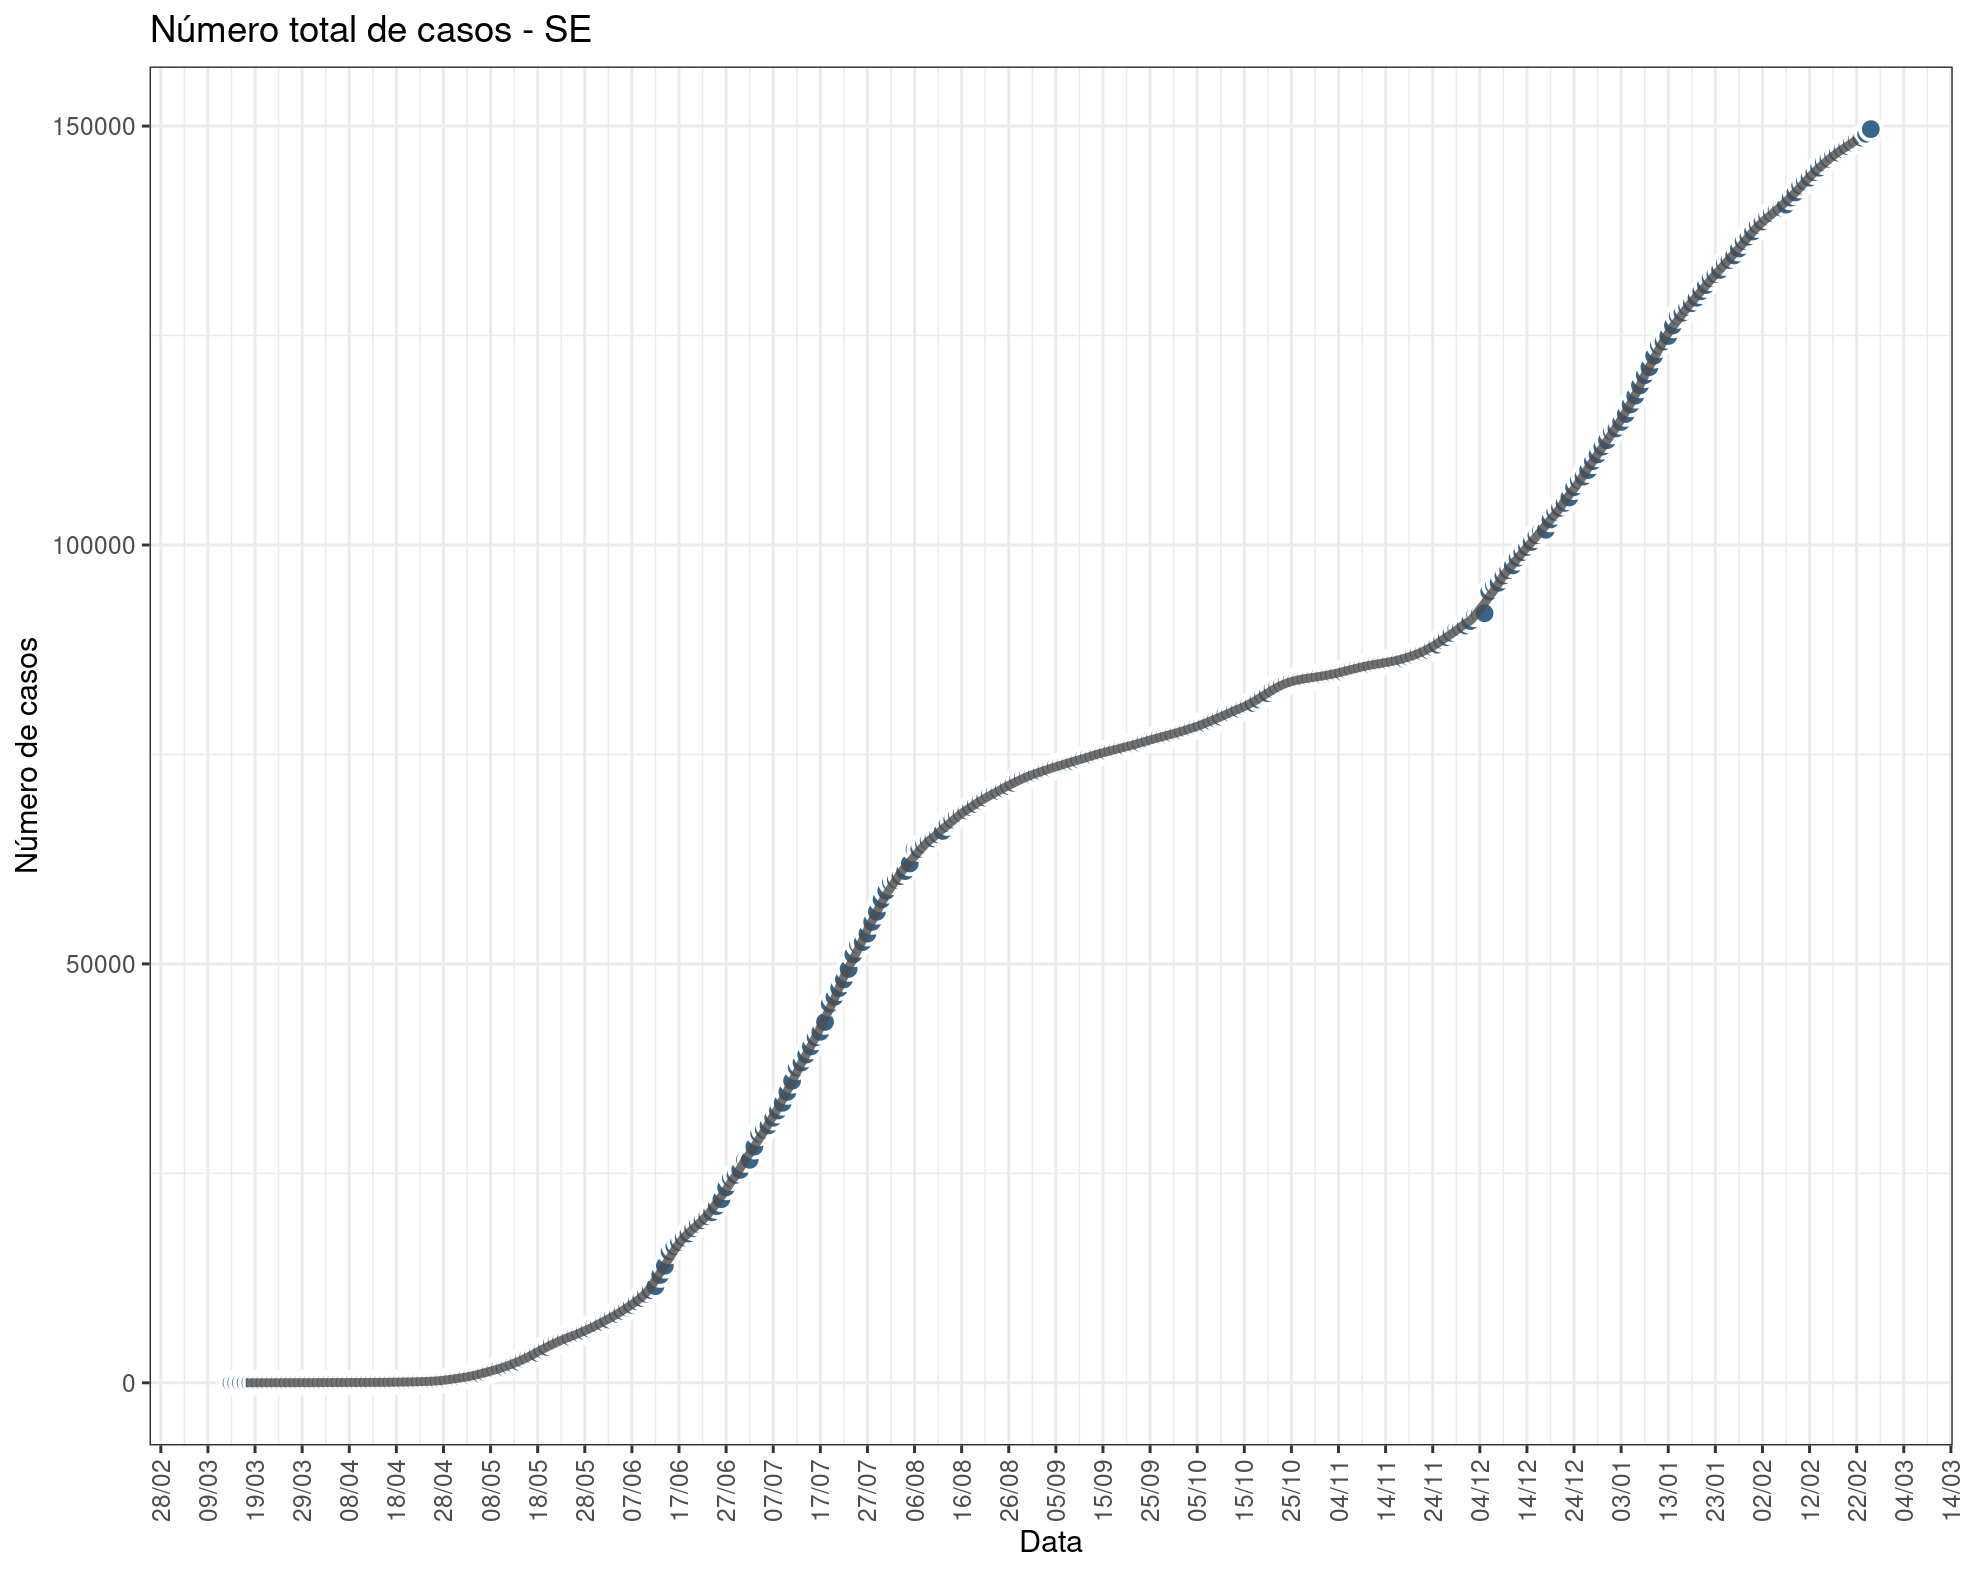 Número total de casos - SE
150000
100000
50000
0
Número de casos
28/02 09/03 19/03 29/03 08/04 18/04 28/04 08/05 18/05 28/05 07/06 17/06 27/06 07/07 17/07 27/07 06/08 16/08 26/08 05/09 15/09 25/09 05/10 15/10 25/10 04/11 14/11 24/11 04/12 14/12 24/12 03/01 13/01 23/01 02/02 12/02 22/02 04/03 14/03
Data